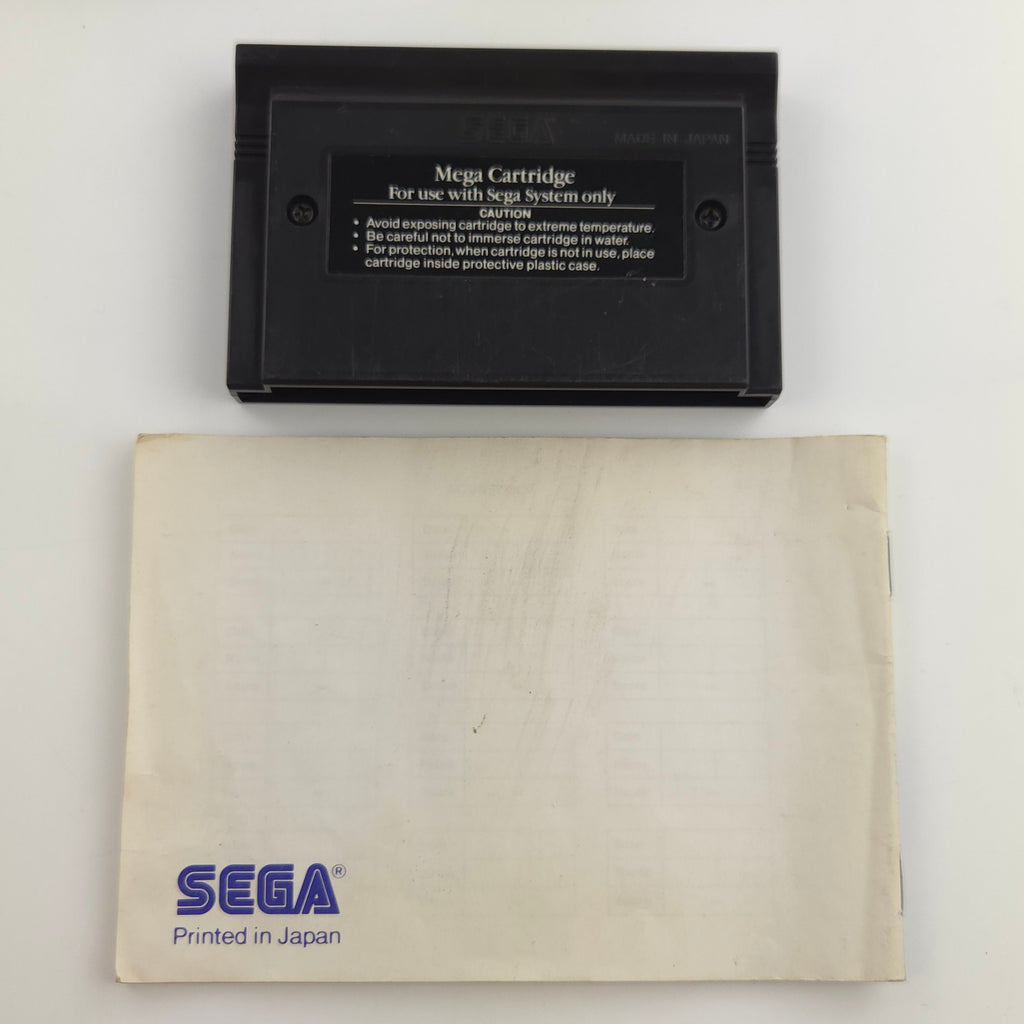 SEGA
MADE IN JAPAN
Mega Cartridge
For use with Sega System only
CAUTION
• Avoid exposing cartridge to extreme temperature.
• Be careful not to immerse cartridge in water.
• For protection, when cartridge is not in use, place
cartridge inside protective plastic case.
SEGA®
Printed in Japan